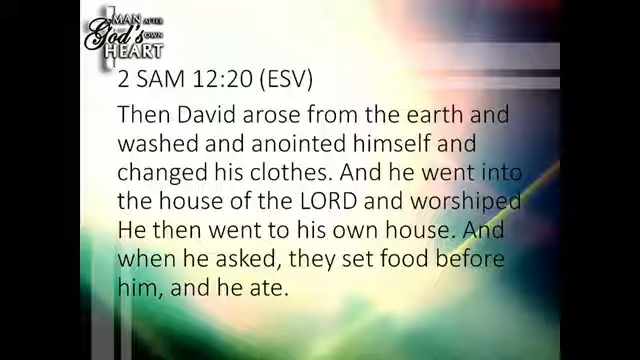 MAN AFTER
God's OWN
HEART
2 SAM 12:20 (ESV)
Then David arose from the earth and
washed and anointed himself and
changed his clothes. And he went into
the house of the LORD and worshiped
He then went to his own house. And
when he asked, they set food before
him, and he ate.